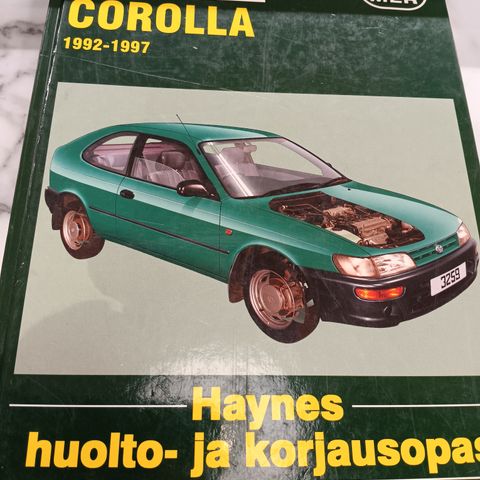 COROLLA
1992-1997
3259
Haynes
huolto- ja korjausopas